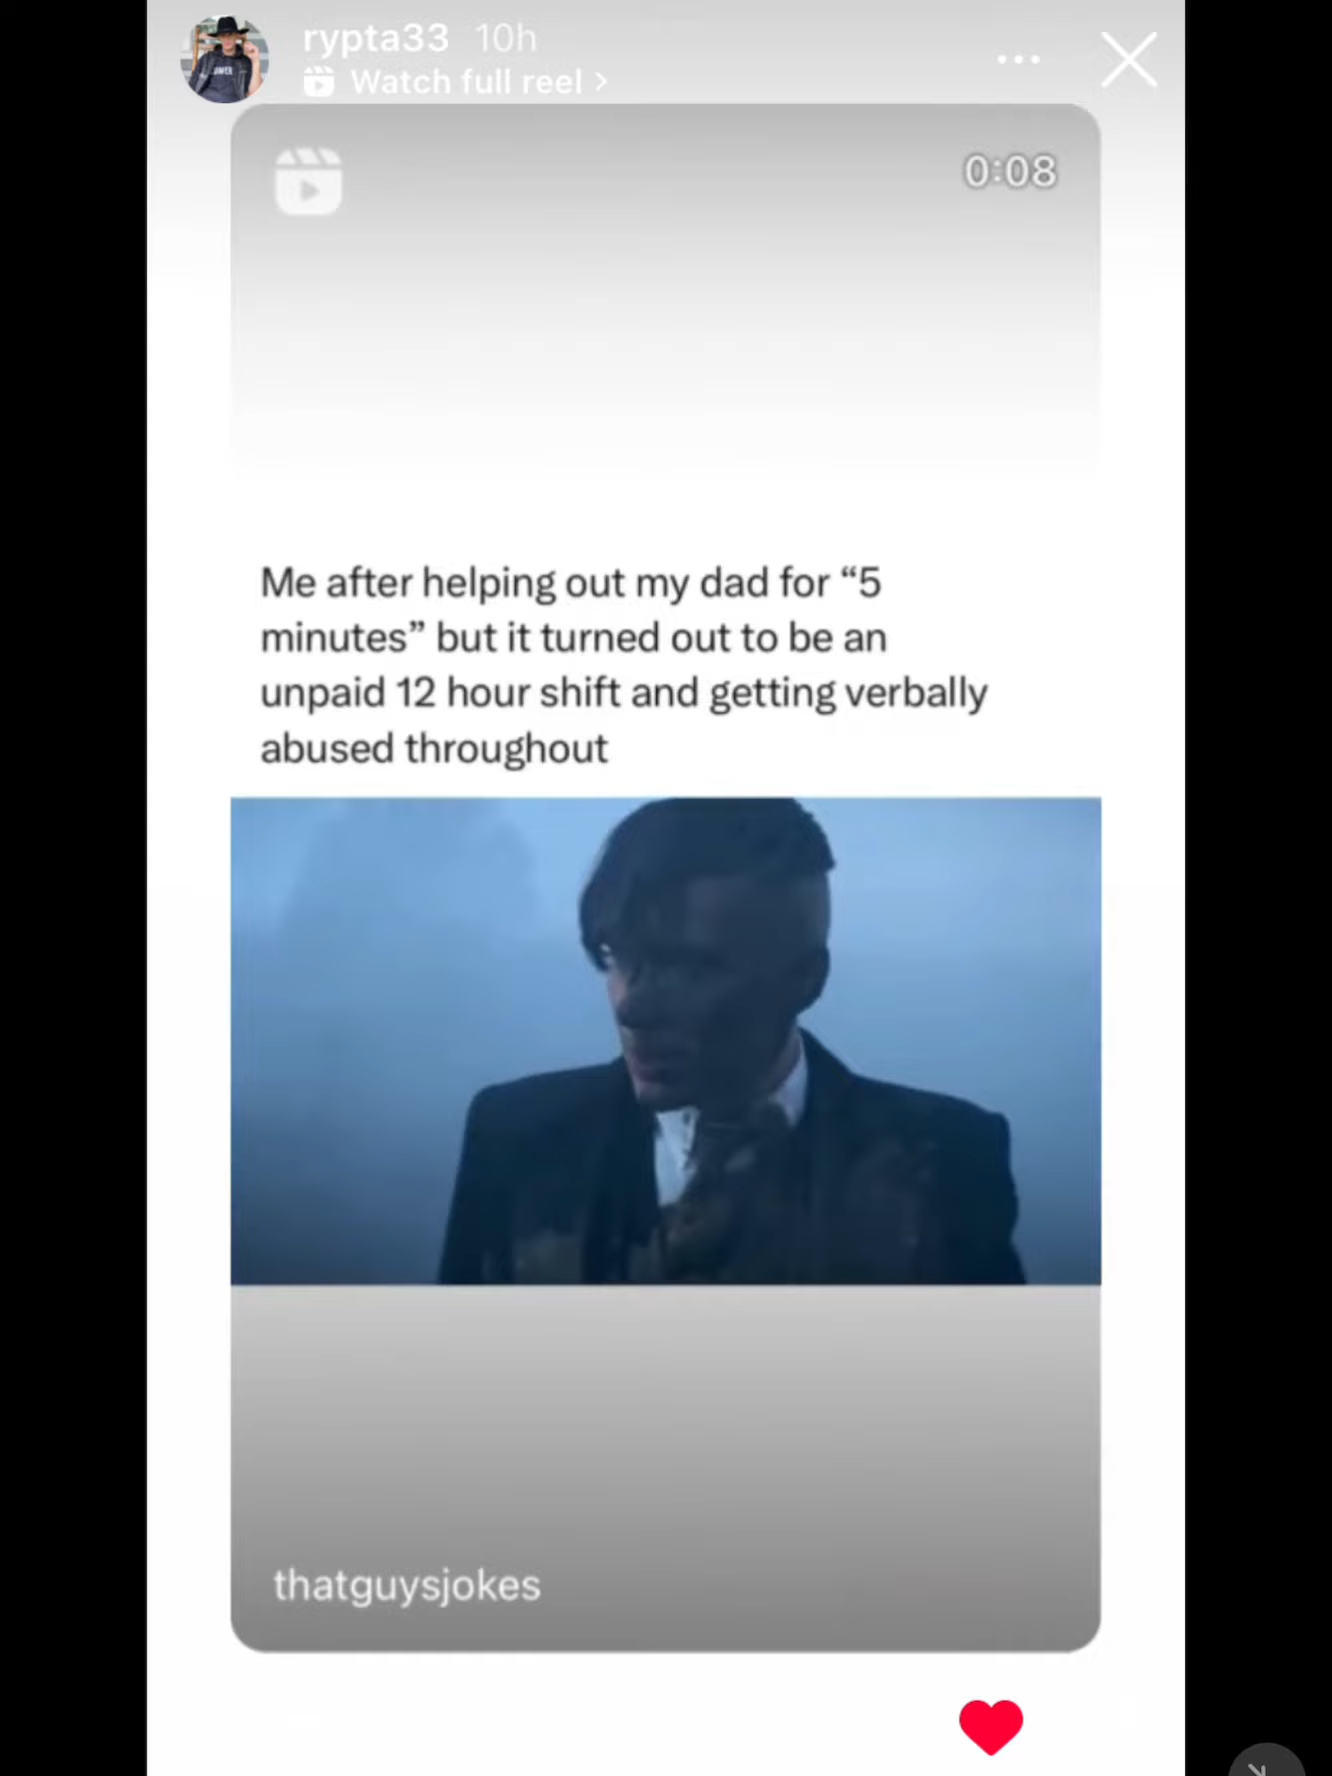 rypta33 10h
Watch full reel >
0:08
Me after helping out my dad for “5
minutes” but it turned out to be an
unpaid 12 hour shift and getting verbally
abused throughout
thatguysjokes